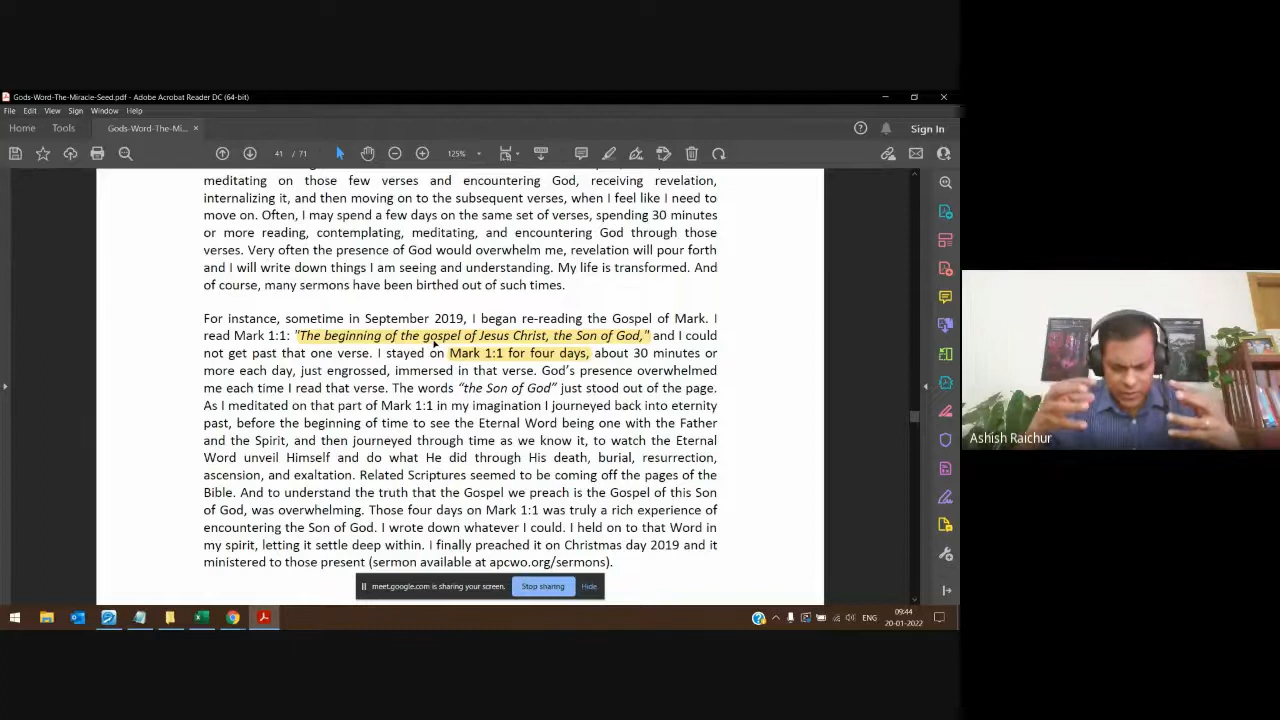 Gods-Word-The-Miracle-Seed.pdf - Adobe Acrobat Reader DC (64-bit)
File Edit View Sign Window Help
Home Tools Gods-Word-The-Mi... × Sign In
41 / 71 125%
meditating on those few verses and encountering God, receiving revelation,
internalizing it, and then moving on to the subsequent verses, when I feel like I need to
move on. Often, I may spend a few days on the same set of verses, spending 30 minutes
or more reading, contemplating, meditating, and encountering God through those
verses. Very often the presence of God would overwhelm me, revelation will pour forth
and I will write down things I am seeing and understanding. My life is transformed. And
of course, many sermons have been birthed out of such times.
For instance, sometime in September 2019, I began re-reading the Gospel of Mark. I
read Mark 1:1: "The beginning of the gospel of Jesus Christ, the Son of God," and I could
not get past that one verse. I stayed on Mark 1:1 for four days, about 30 minutes or
more each day, just engrossed, immersed in that verse. God's presence overwhelmed
me each time I read that verse. The words “the Son of God” just stood out of the page.
As I meditated on that part of Mark 1:1 in my imagination I journeyed back into eternity
past, before the beginning of time to see the Eternal Word being one with the Father
and the Spirit, and then journeyed through time as we know it, to watch the Eternal
Word unveil Himself and do what He did through His death, burial, resurrection,
ascension, and exaltation. Related Scriptures seemed to be coming off the pages of the
Bible. And to understand the truth that the Gospel we preach is the Gospel of this Son
of God, was overwhelming. Those four days on Mark 1:1 was truly a rich experience of
encountering the Son of God. I wrote down whatever I could. I held on to that Word in
my spirit, letting it settle deep within. I finally preached it on Christmas day 2019 and it
ministered to those present (sermon available at apcwo.org/sermons).
meet.google.com is sharing your screen. Stop sharing Hide
ENG
09:44
20-01-2022
Ashish Raichur